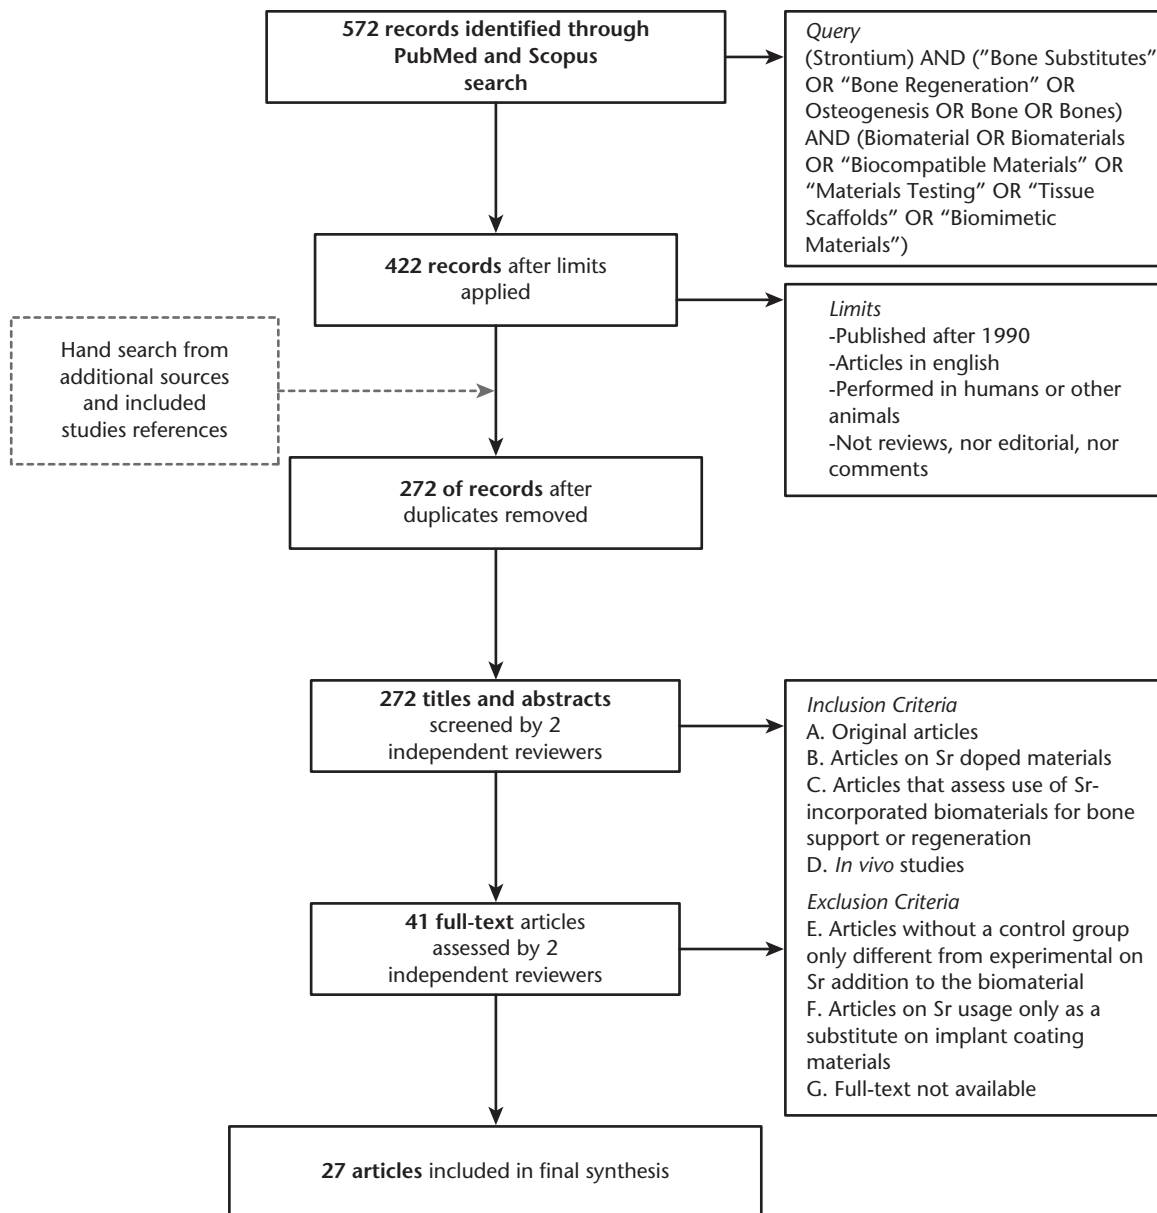 572 records identified through
PubMed and Scopus
search
Query
(Strontium) AND (”Bone Substitutes”
OR “Bone Regeneration” OR
Osteogenesis OR Bone OR Bones)
AND (Biomaterial OR Biomaterials
OR “Biocompatible Materials” OR
“Materials Testing” OR “Tissue
Scaffolds” OR “Biomimetic
Materials”)
422 records after limits
applied
Limits
-Published after 1990
-Articles in english
-Performed in humans or other
animals
-Not reviews, nor editorial, nor
comments
Hand search from
additional sources
and included
studies references
272 of records after
duplicates removed
272 titles and abstracts
screened by 2
independent reviewers
Inclusion Criteria
A. Original articles
B. Articles on Sr doped materials
C. Articles that assess use of Sr-
incorporated biomaterials for bone
support or regeneration
D. In vivo studies
Exclusion Criteria
E. Articles without a control group
only different from experimental on
Sr addition to the biomaterial
F. Articles on Sr usage only as a
substitute on implant coating
materials
G. Full-text not available
41 full-text articles
assessed by 2
independent reviewers
27 articles included in final synthesis